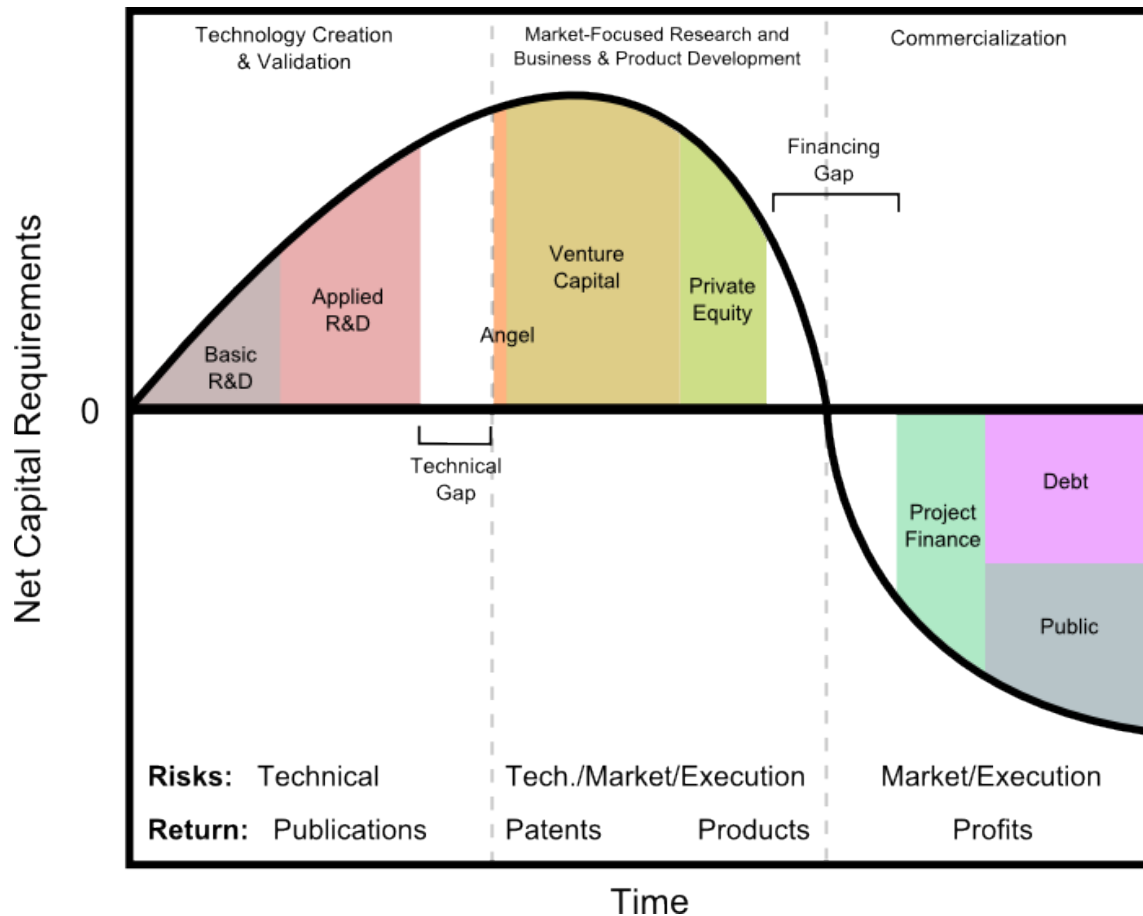 Technology Creation
& Validation
Market-Focused Research and
Business & Product Development
Commercialization
Financing
Gap
Venture
Capital
Private
Equity
Applied
R&D
Angel
Basic
R&D
0
Technical
Gap
Debt
Project
Finance
Public
Net Capital Requirements
Risks: Technical Tech./Market/Execution Market/Execution
Return: Publications Patents Products Profits
Time